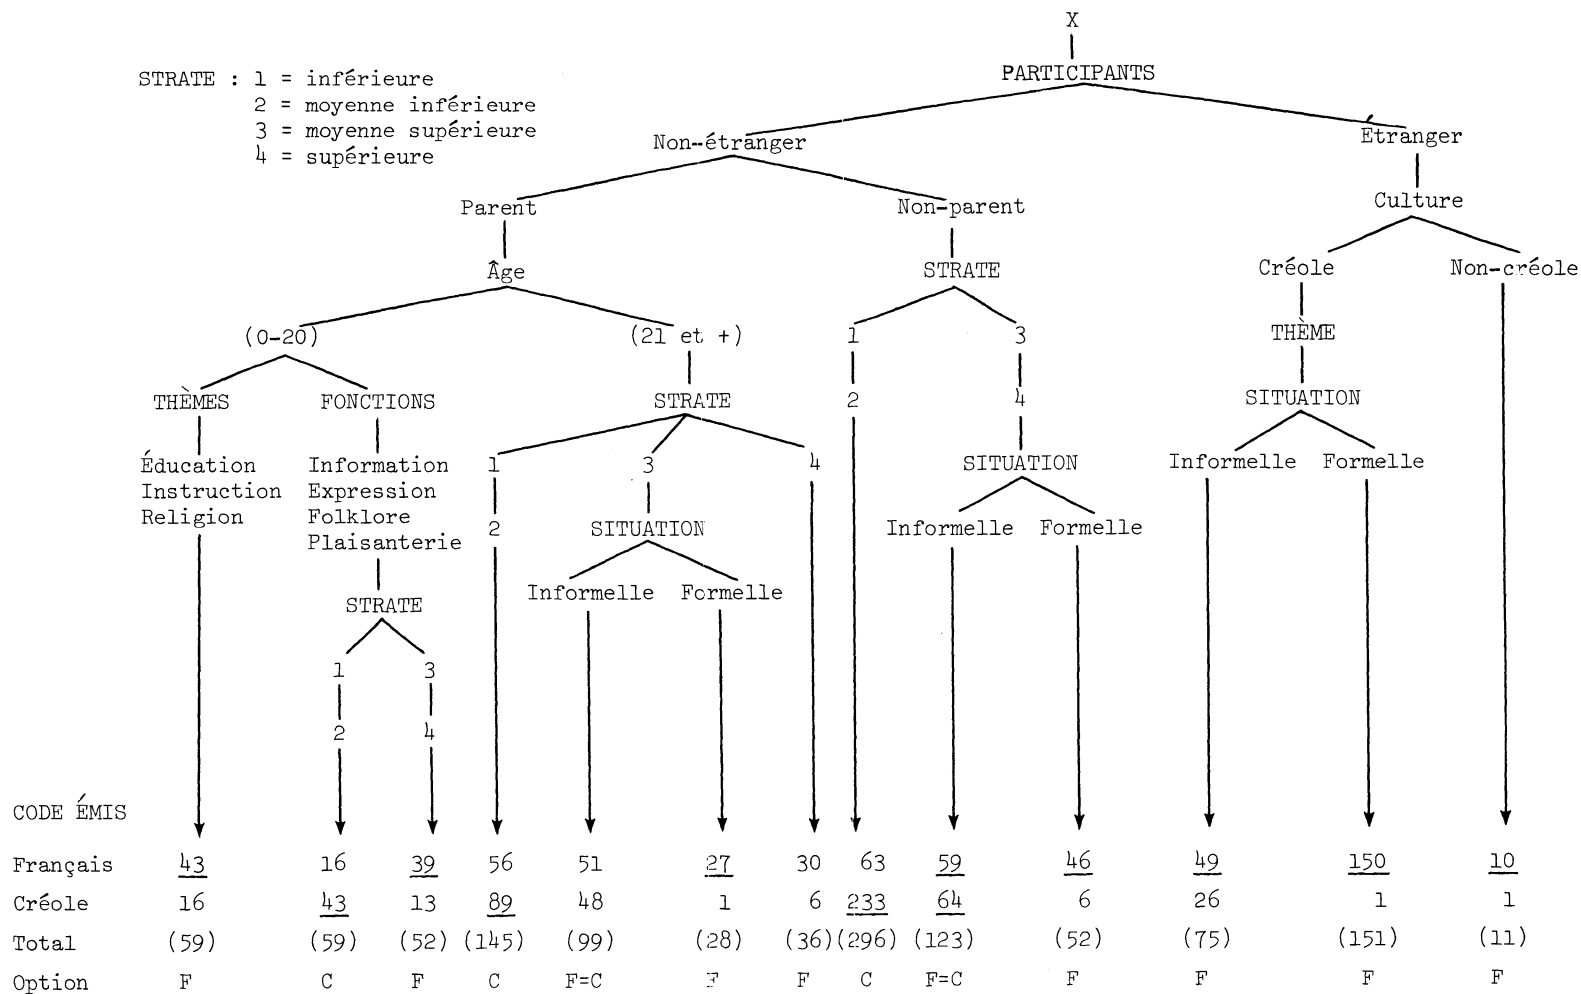 X
PARTICIPANTS
STRATE : 1 = inférieure
2 = moyenne inférieure
3 = moyenne supérieure
4 = supérieure
Non-étranger Étranger
Parent Non-parent Culture
Âge STRATE Créole Non-créole
(0-20) (21 et +) 1 3 THÈME
THÈMES FONCTIONS STRATE 2 4 SITUATION
Éducation Information 1 3 4 SITUATION Informelle Formelle
Instruction Expression
Religion Folklore 2 SITUATION Informelle Formelle
Plaisanterie
Informelle Formelle
STRATE
1 3
2 4
CODE ÉMIS
Français 43 16 39 56 51 27 30 63 59 46 49 150 10
Créole 16 43 13 89 48 1 6 233 64 6 26 1 1
Total (59) (59) (52) (145) (99) (28) (36) (296) (123) (52) (75) (151) (11)
Option F C F C F=C F F C F=C F F F F